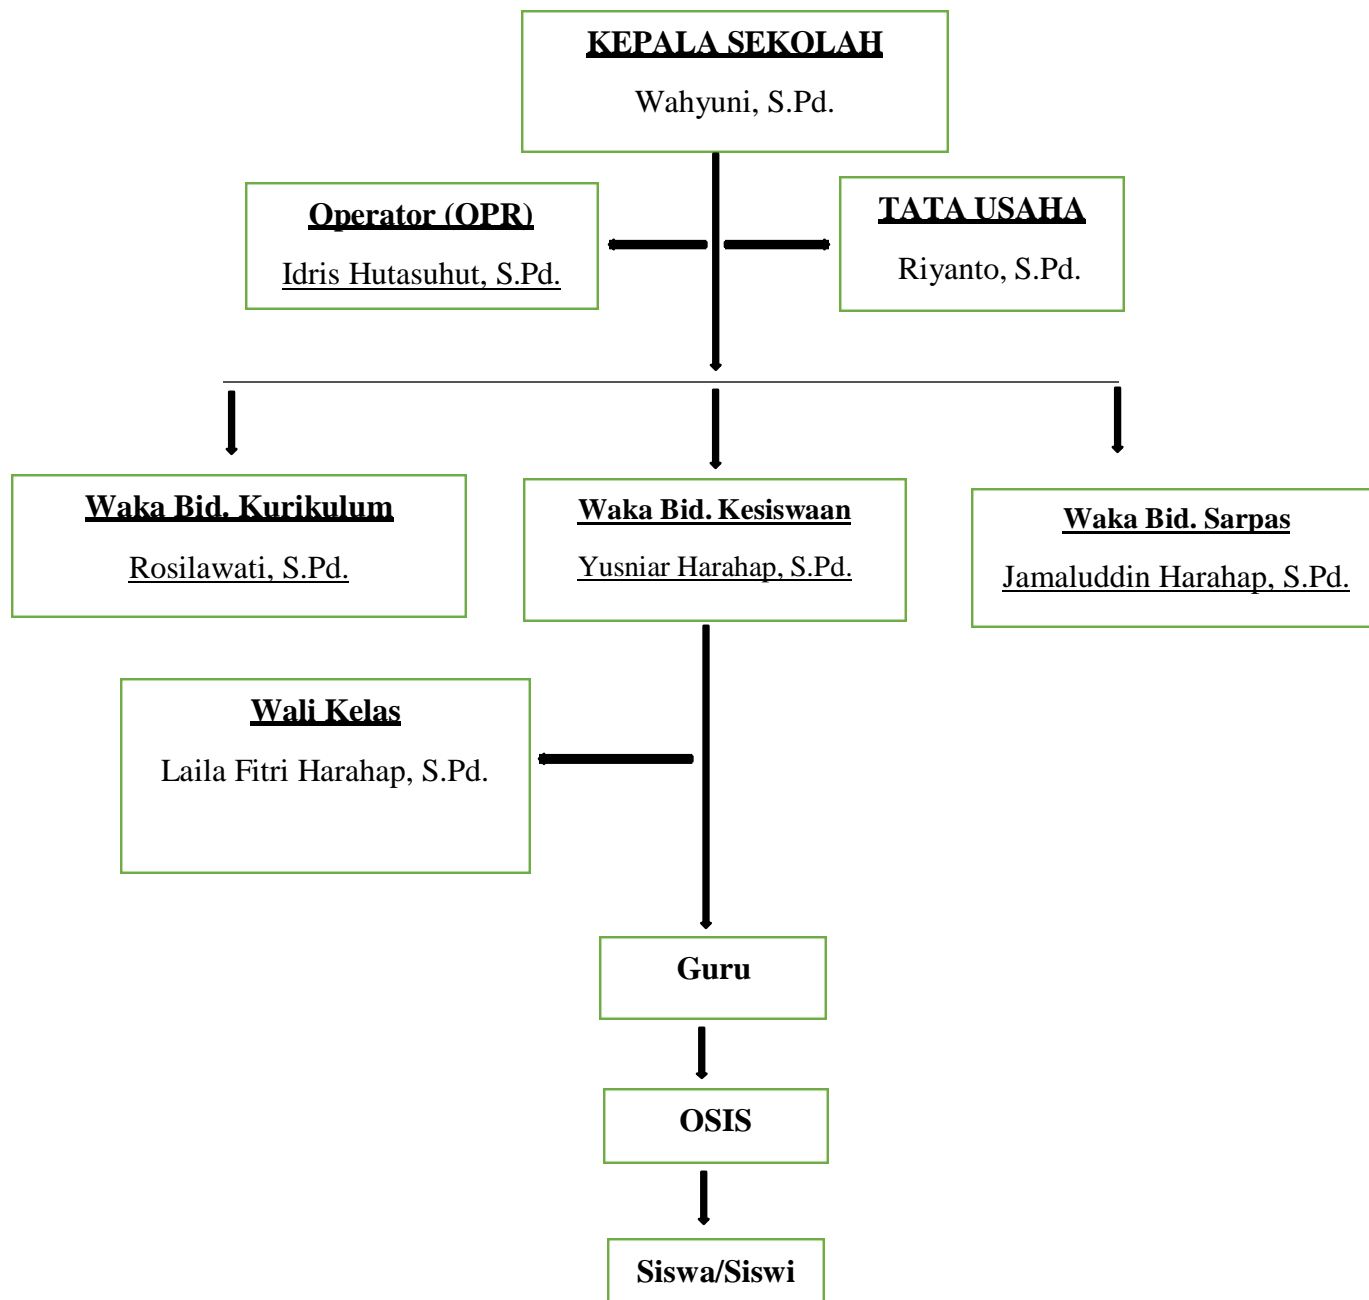 KEPALA SEKOLAH
Wahyuni, S.Pd.
Operator (OPR)
Idris Hutasuhut, S.Pd.
TATA USAHA
Riyanto, S.Pd.
Waka Bid. Kurikulum
Rosilawati, S.Pd.
Waka Bid. Kesiswaan
Yusniar Harahap, S.Pd.
Waka Bid. Sarpas
Jamaluddin Harahap, S.Pd.
Wali Kelas
Laila Fitri Harahap, S.Pd.
Guru
OSIS
Siswa/Siswi